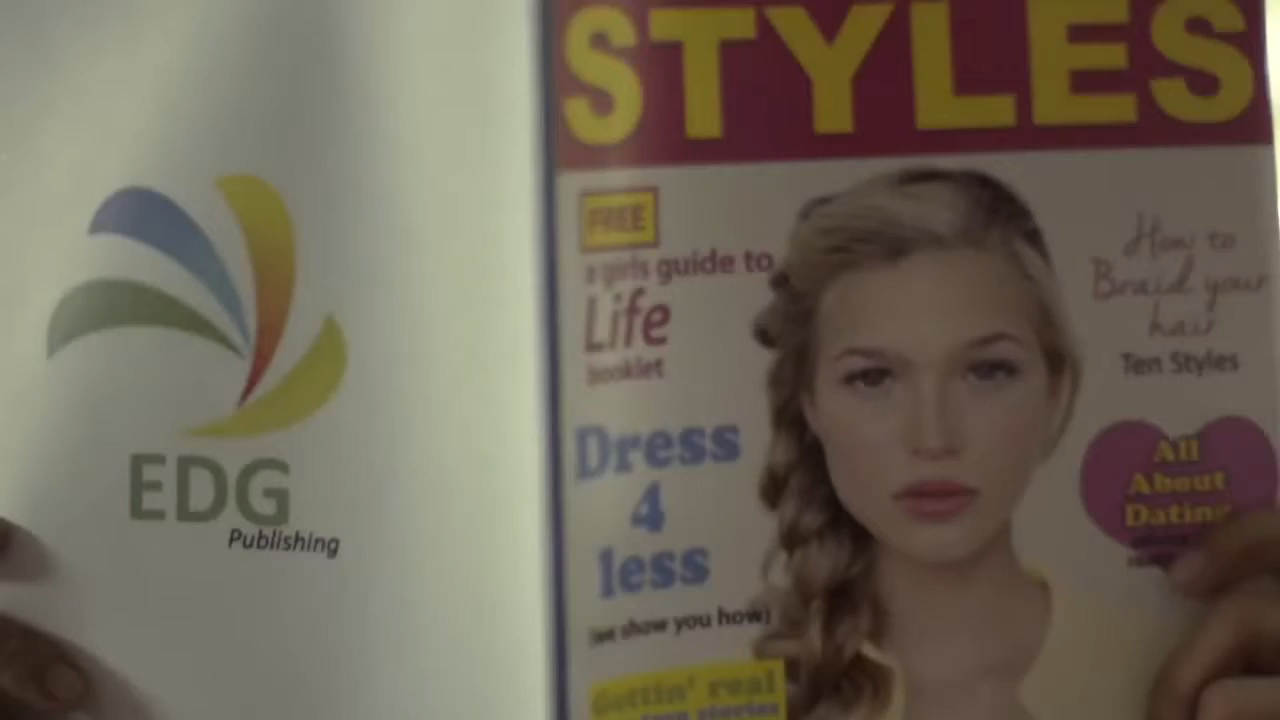 EDG
Publishing
STYLES
FREE
a girls guide to
Life
booklet
Dress
4
less
(we show you how)
Gettin' real
stories
How to
Braid your
hair
Ten Styles
All
About
Dating